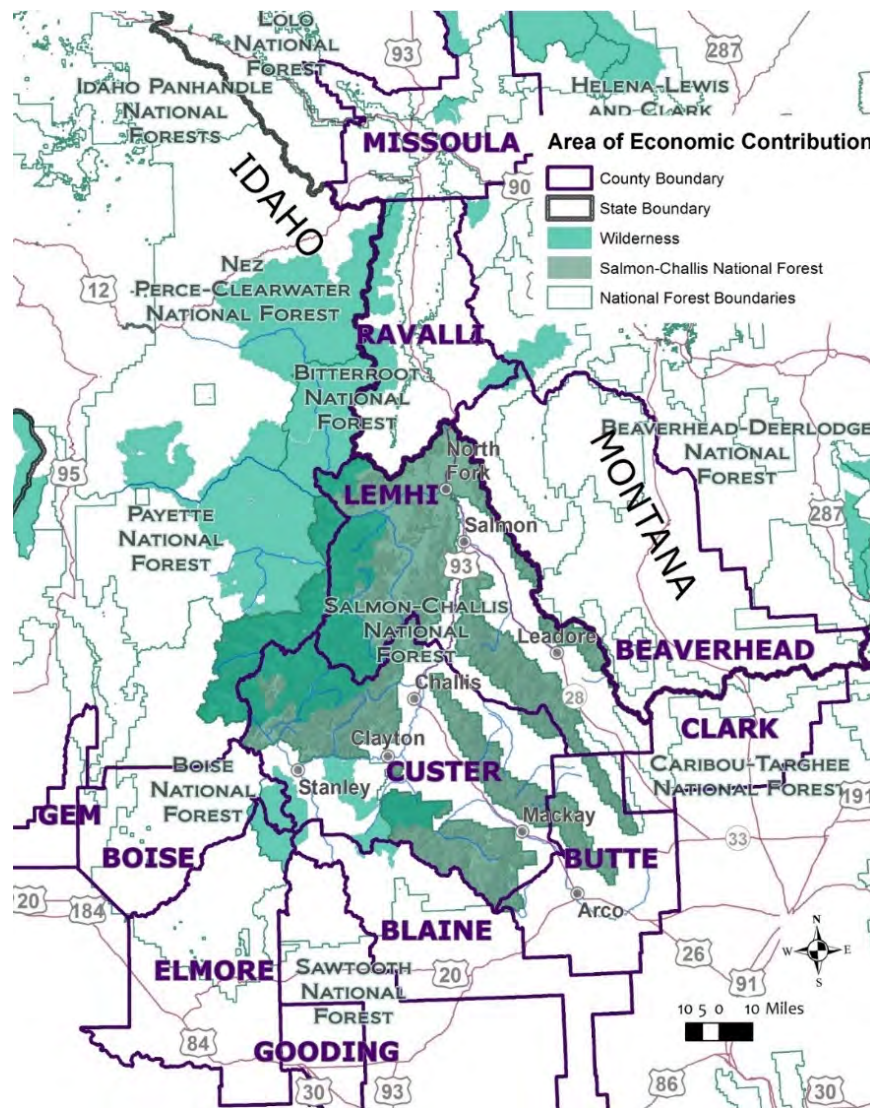 LOLO
NATIONAL
FOREST
93
287
IDAHO PANHANDLE
NATIONAL
FORESTS
HELENA-LEWIS
AND-CLARK
MISSOULA
90
Area of Economic Contribution
County Boundary
State Boundary
Wilderness
Salmon-Challis National Forest
National Forest Boundaries
IDAHO
NEZ
PERCE-CLEARWATER
NATIONAL FOREST
12
RAVALLI
BITTERROOT
NATIONAL
FOREST
BEAVERHEAD-DEERLODGE
NATIONAL
FOREST
MONTANA
95
287
North
Fork
LEMHI
Salmon
93
PAYETTE
NATIONAL
FOREST
SALMON-CHALLIS
NATIONAL
FOREST
Leadore
BEAVERHEAD
28
Challis
CLARK
Clayton
CUSTER
CARIBOU-TARGHEE
NATIONAL FOREST
191
BOISE
NATIONAL
FOREST
Stanley
GEM
Mackay
33
BOISE
BUTTE
20
184
Arco
BLAINE
26
ELMORE
SAWTOOTH
NATIONAL
FOREST
20
91
N
W E
S
10 5 0 10 Miles
84
GOODING
30
93
86
30